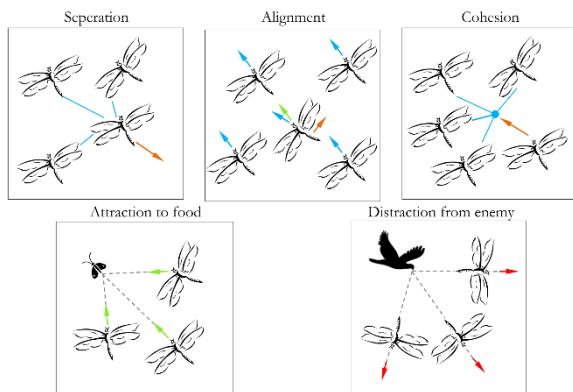 Seperation
Alignment
Cohesion
Attraction to food
Distraction from enemy